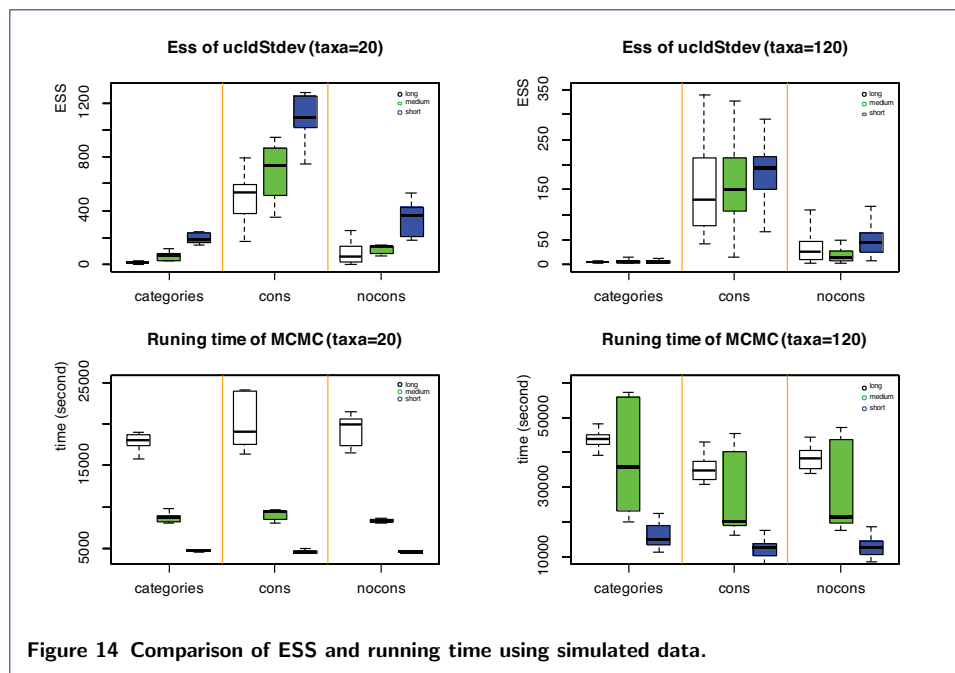 Ess of ucldStdev (taxa=20)
ESS
1200
800
400
0
long
medium
short
categories
cons
nocons
Ess of ucldStdev (taxa=120)
ESS
350
250
150
50
0
long
medium
short
categories
cons
nocons
Runing time of MCMC (taxa=20)
time (second)
25000
15000
5000
long
medium
short
categories
cons
nocons
Runing time of MCMC (taxa=120)
time (second)
50000
30000
10000
long
medium
short
categories
cons
nocons
Figure 14 Comparison of ESS and running time using simulated data.